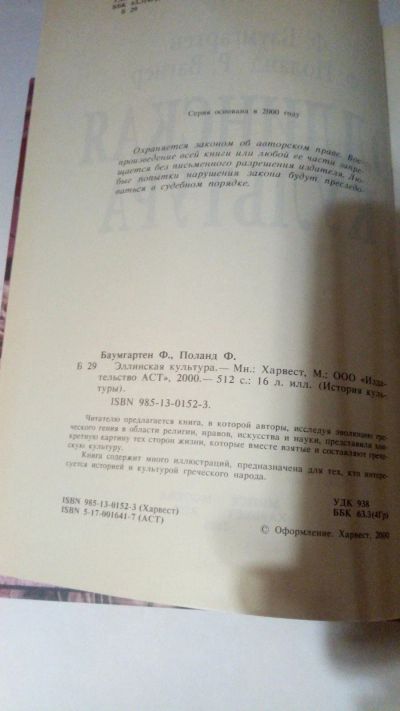 ББК 63.3(4Гр)
Б 29
Серия основана в 2000 году
Охраняется законом об авторском праве. Вос-
произведение всей книги или любой ее части запре-
щается без письменного разрешения издателя. Лю-
бые попытки нарушения закона будут преследо-
ваться в судебном порядке.
Баумгартен Ф., Поланд Ф.
Б 29 Эллинская культура.— Мн.: Харвест, М.: ООО «Изда-
тельство АСТ», 2000.— 512 с.: 16 л. илл. (История куль-
туры).
ISBN 985-13-0152-3.
Читателю предлагается книга, в которой авторы, исследуя эволюцию гре-
ческого гения в области религии, нравов, искусства и науки, представили кон-
кретную картину тех сторон жизни, которые вместе взятые и составляют гречес-
скую культуру.
Книга содержит много иллюстраций, предназначена для тех, кто интере-
суется историей и культурой греческого народа.
УДК 938
ББК 63.3(4Гр)
ISBN 985-13-0152-3 (Харвест)
ISBN 5-17-001641-7 (АСТ)
© Оформление. Харвест, 2000